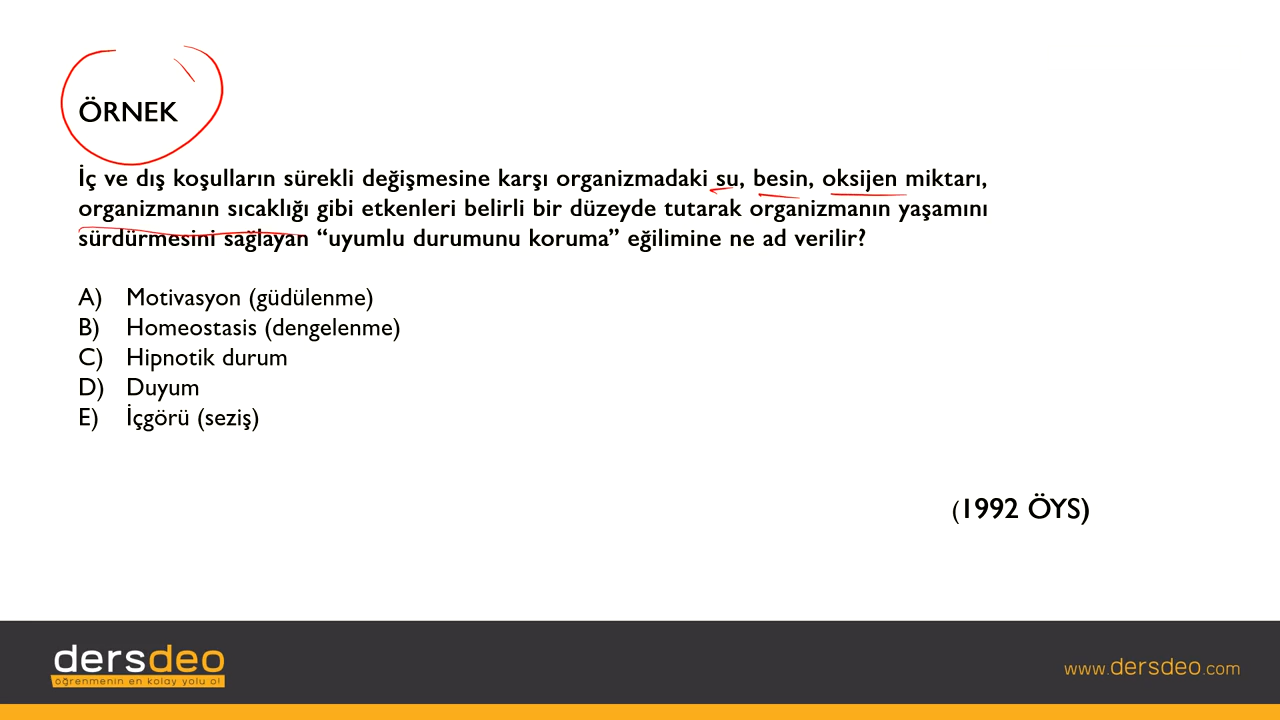 ÖRNEK
İç ve dış koşulların sürekli değişmesine karşı organizmadaki su, besin, oksijen miktarı,
organizmanın sıcaklığı gibi etkenleri belirli bir düzeyde tutarak organizmanın yaşamını
sürdürmesini sağlayan “uyumlu durumunu koruma” eğilimine ne ad verilir?
A) Motivasyon (güdülenme)
B) Homeostasis (dengelenme)
C) Hipnotik durum
D) Duyum
E) İçgörü (seziş)
(1992 ÖYS)
dersdeo
öğrenmenin en kolay yolu o!
www.dersdeo.com